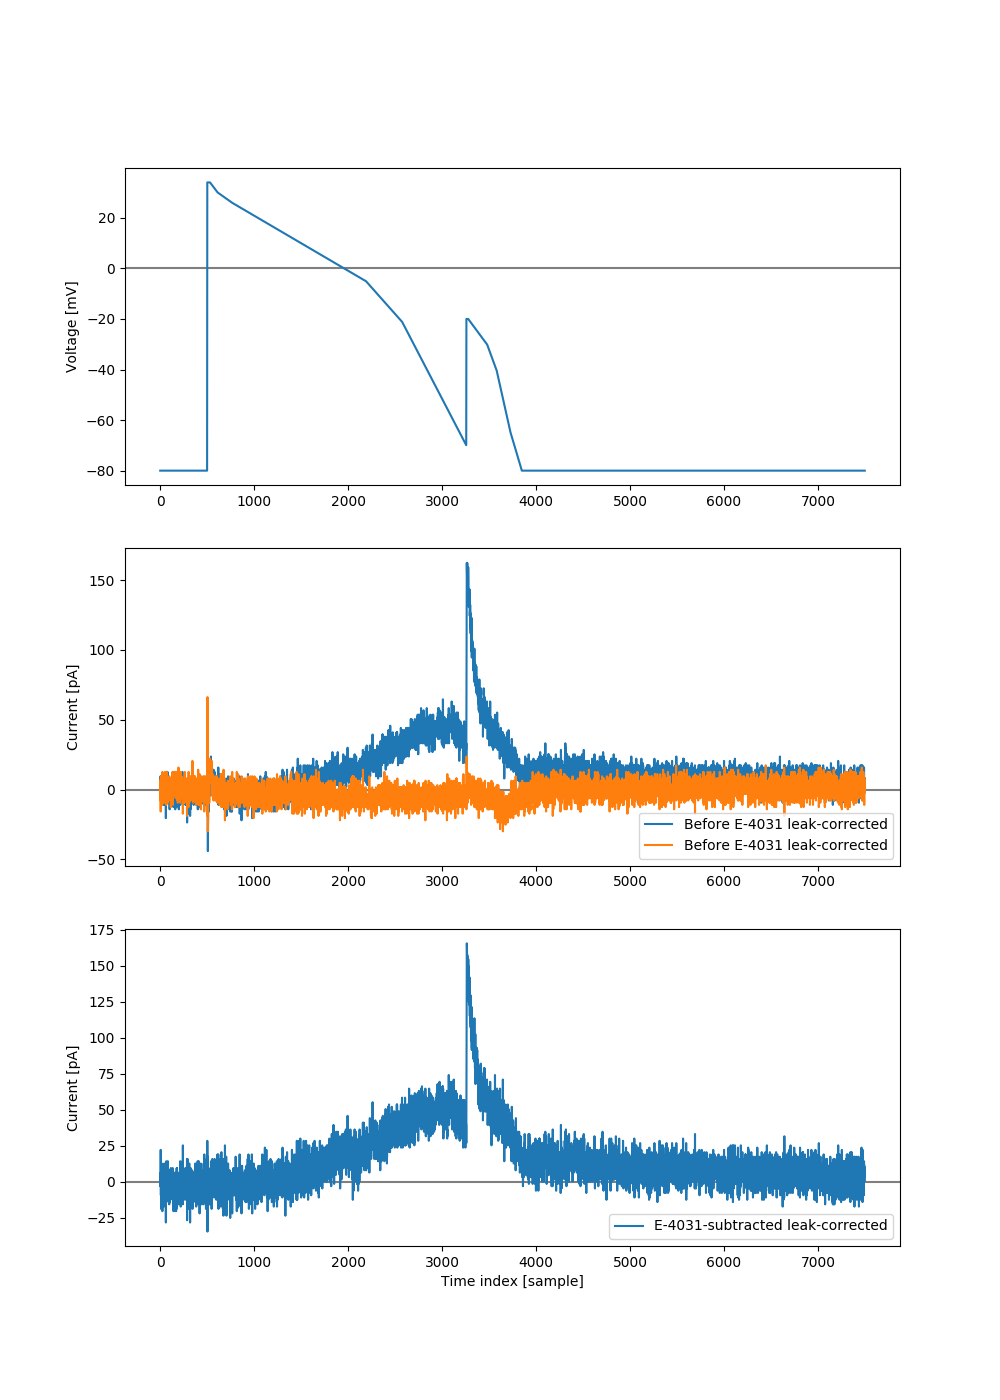 20
0
−20
−40
−60
−80
Voltage [mV]
0 1000 2000 3000 4000 5000 6000 7000
150
100
50
0
−50
Current [pA]
Before E-4031 leak-corrected
Before E-4031 leak-corrected
0 1000 2000 3000 4000 5000 6000 7000
175
150
125
100
75
50
25
0
−25
Current [pA]
E-4031-subtracted leak-corrected
0 1000 2000 3000 4000 5000 6000 7000
Time index [sample]